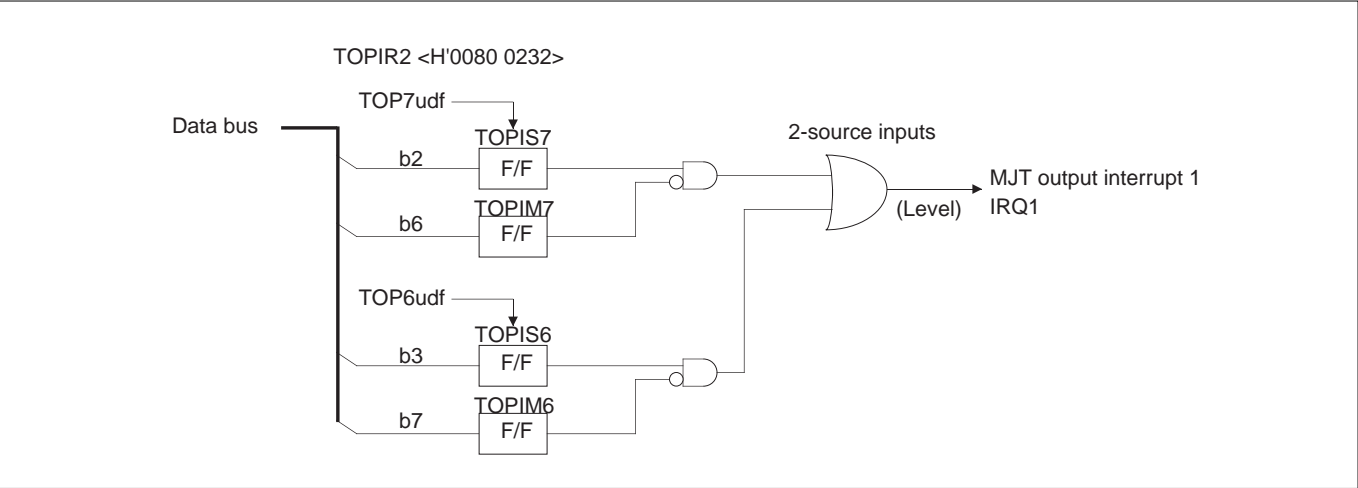 TOPIR2 <H'0080 0232>
TOP7udf
Data bus
TOPIS7
2-source inputs
b2
F/F
MJT output interrupt 1
IRQ1
(Level)
TOPIM7
b6
F/F
TOP6udf
TOPIS6
b3
F/F
TOPIM6
b7
F/F